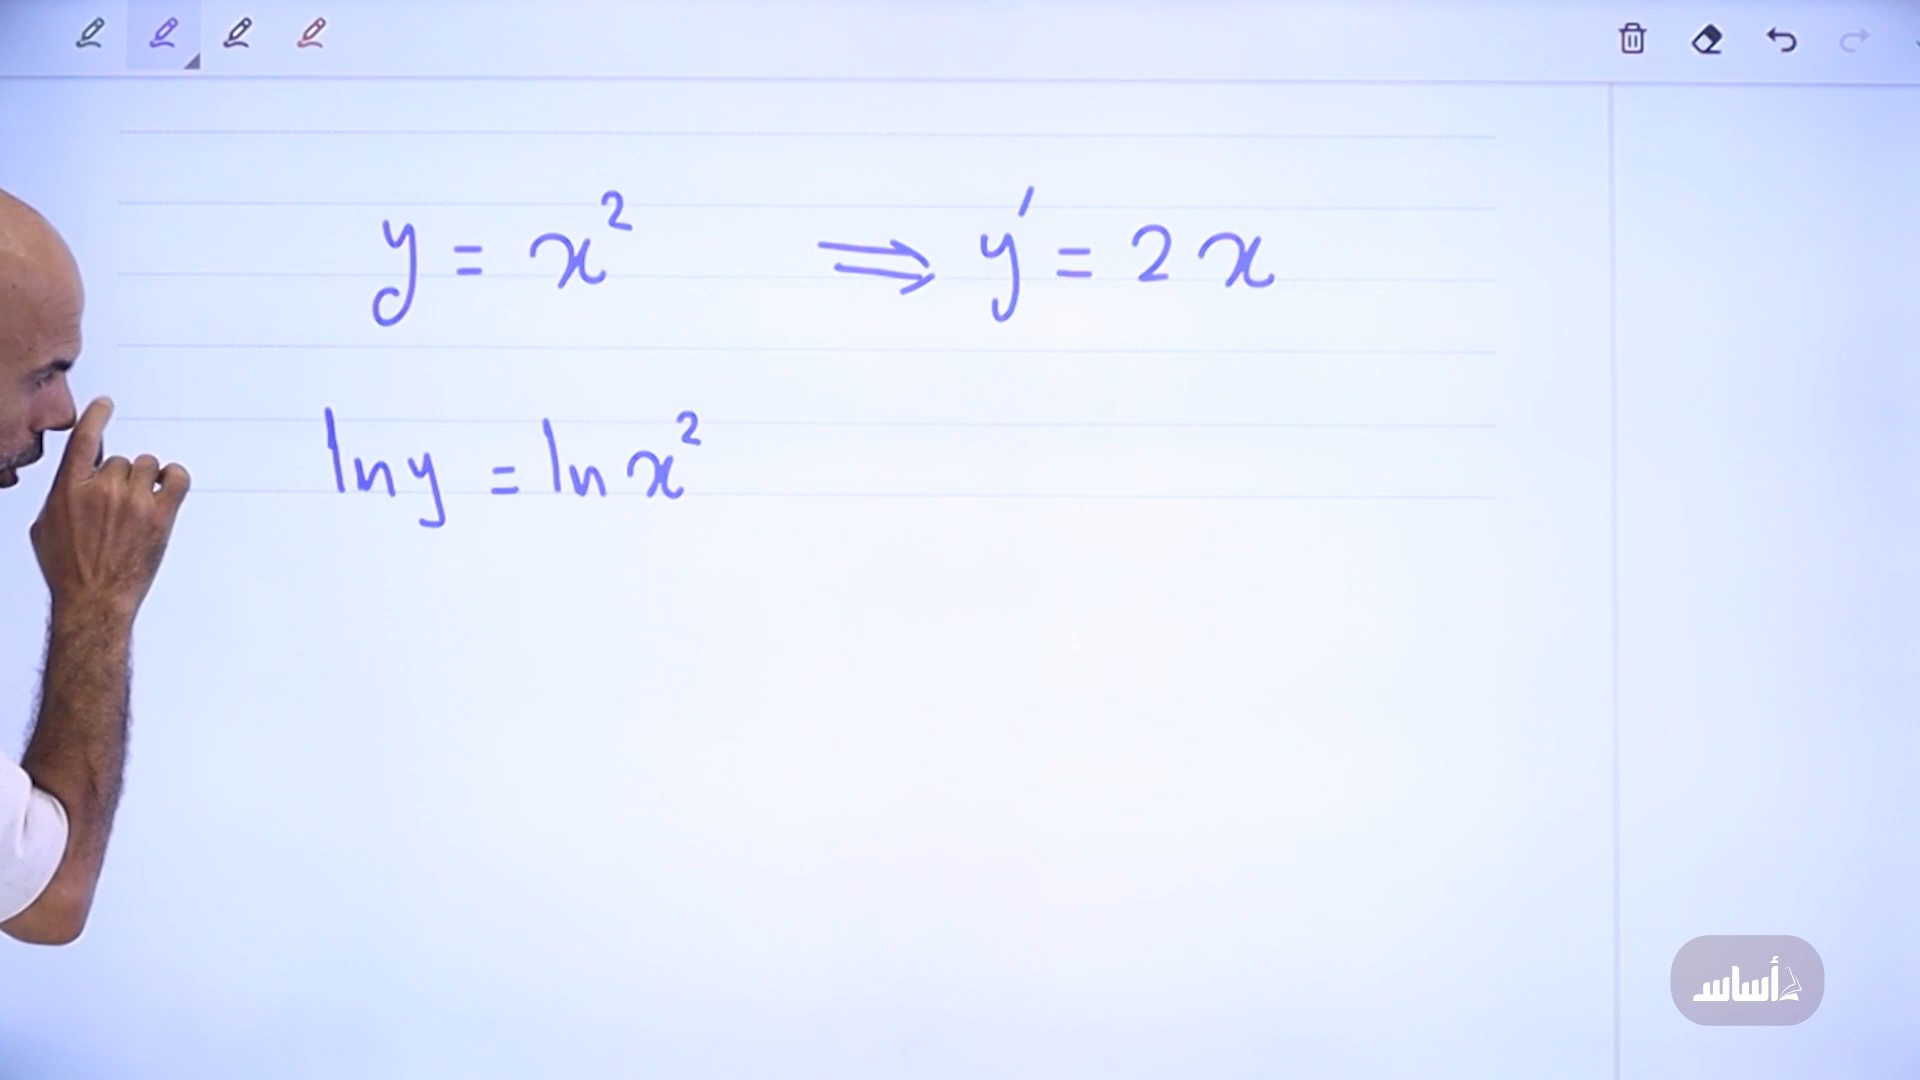 y = x² ⟹ y′ = 2x
ln y = ln x²
أساس